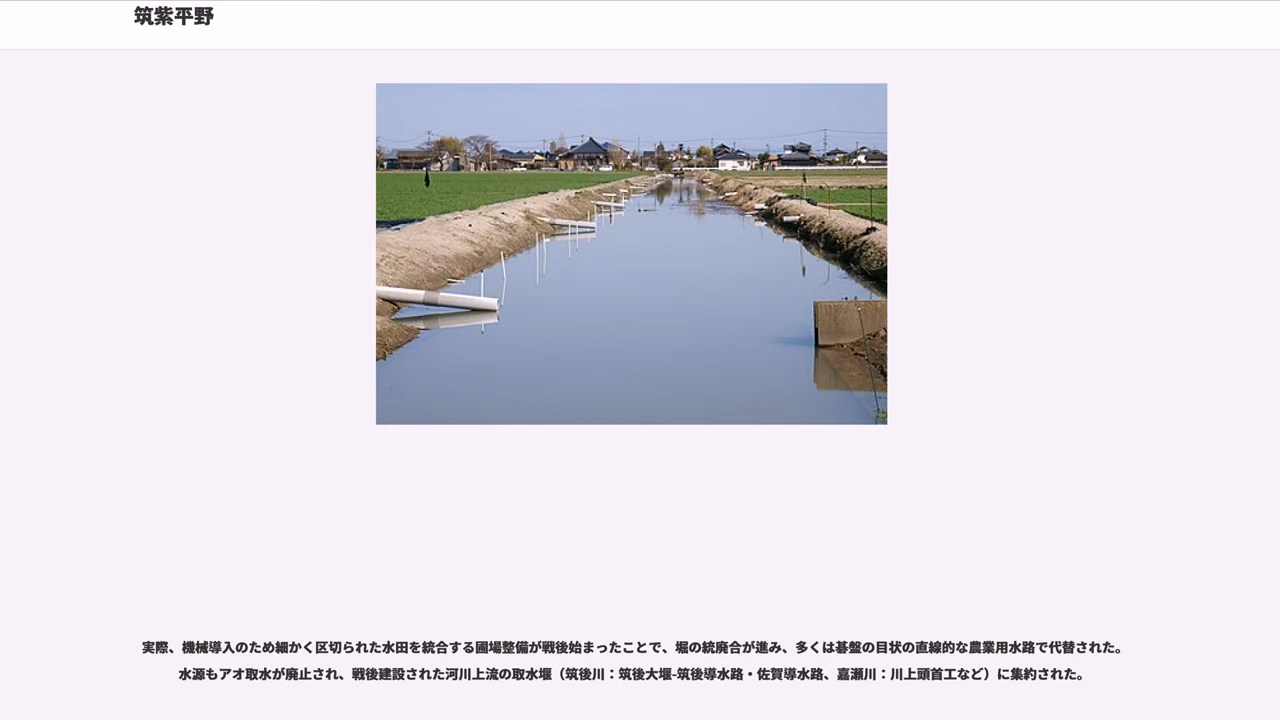 筑紫平野
実際、機械導入のため細かく区切られた水田を統合する圃場整備が戦後始まったことで、堀の統廃合が進み、多くは碁盤の目状の直線的な農業用水路で代替された。
水源もアオ取水が廃止され、戦後建設された河川上流の取水堰（筑後川：筑後大堰-筑後導水路・佐賀導水路、嘉瀬川：川上頭首工など）に集約された。